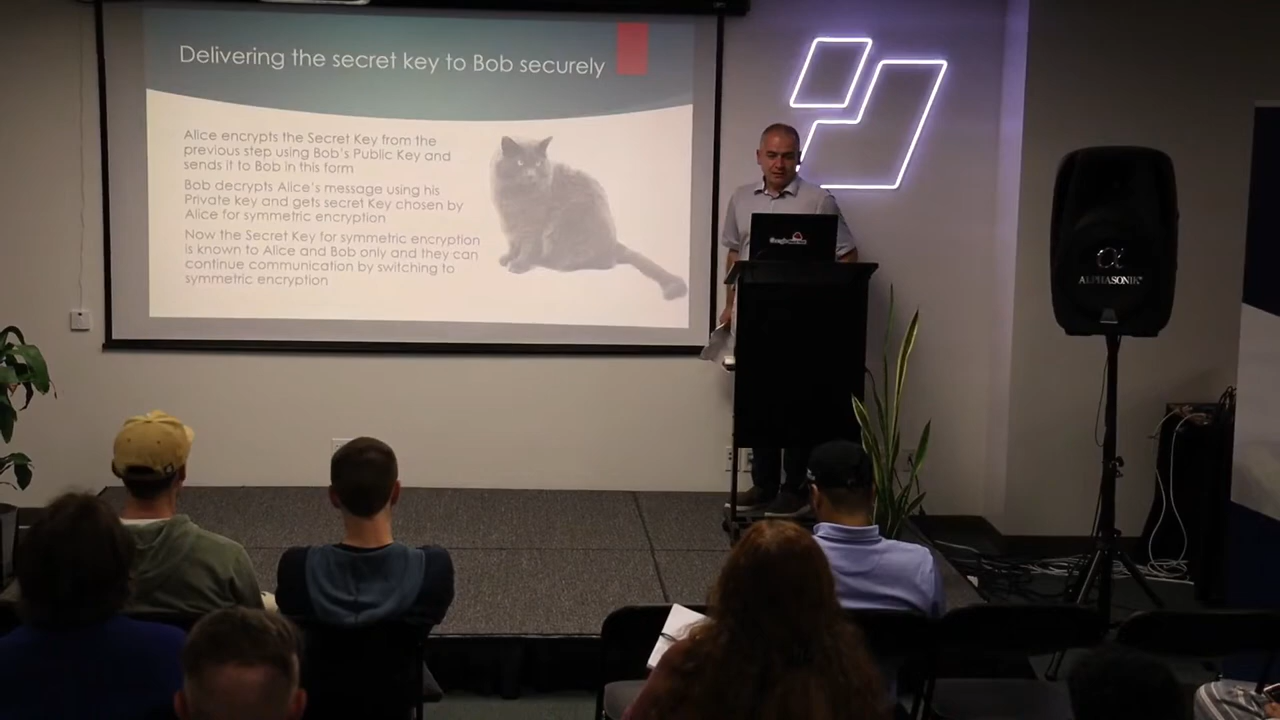 Delivering the secret key to Bob securely
Alice encrypts the Secret Key from the
previous step using Bob's Public Key and
sends it to Bob in this form
Bob decrypts Alice's message using his
Private key and gets secret Key chosen by
Alice for symmetric encryption
Now the Secret Key for symmetric encryption
is known to Alice and Bob only and they can
continue communication by switching to
symmetric encryption
ALPHASONIK